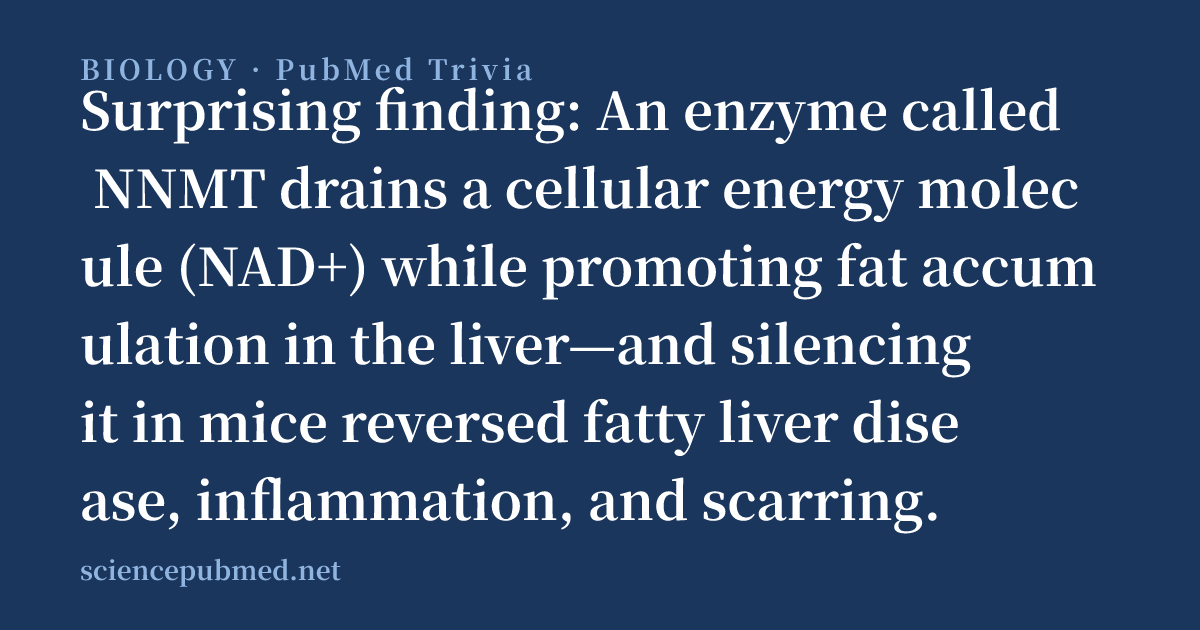 BIOLOGY · PubMed Trivia
Surprising finding: An enzyme called
NNMT drains a cellular energy molec
ule (NAD+) while promoting fat accum
ulation in the liver—and silencing
it in mice reversed fatty liver dise
ase, inflammation, and scarring.
sciencepubmed.net